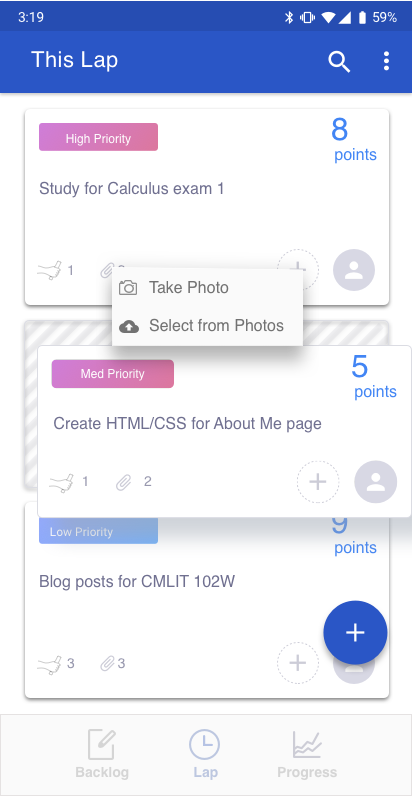 3:19
59%
This Lap
High Priority
8
points
Study for Calculus exam 1
1
Take Photo
Select from Photos
Med Priority
5
points
Create HTML/CSS for About Me page
1
2
Low Priority
9
points
Blog posts for CMLIT 102W
3
3
Backlog
Lap
Progress